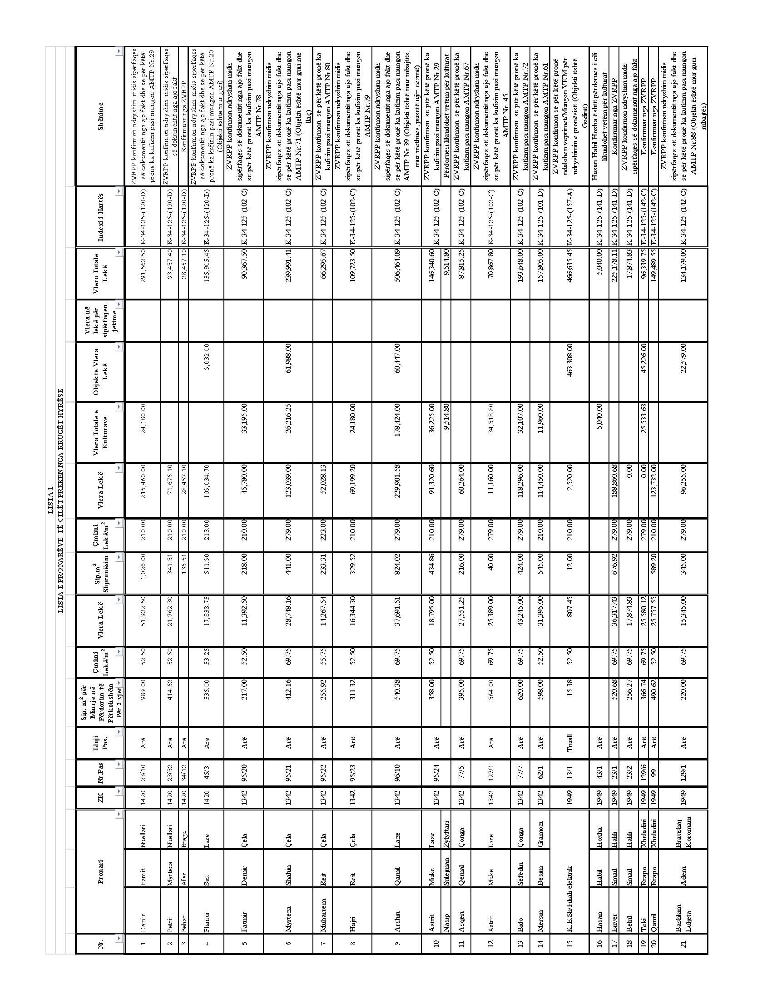 LISTA 1
LISTA E PRONARËVE TË CILËT PREKEN NGA RRUGËT HYRËSE
Nr. Pronari ZK Nr.Pas Lloji Pas. Sip. m² për Marrje në Përdorim të Përkohshëm Për 2 vjet Çmimi Lekë/m² Vlera Lekë Sip.m² Shpronësim Çmimi Lekë/m² Vlera Lekë Vlera Totale e Kulturave Objekte Vlera Lekë Vlera në lekë për sipërfaqen jetime Vlera Totale Lekë Indexi i Hartës Shënime
1 Demir Hamit Nuellari 1420 23/10 Arë 989.00 52.50 51,922.50 1,026.00 210.00 215,460.00 24,180.00 291,562.50 K-34-125-(120-D) ZVRPP konfirmon ndryshim midis sipërfaqes së dokumentit nga ajo fakt dhe se për këtë pronë ka kufizim pasi mungon AMTP Nr.29
2 Petrit Myrteza Nuellari 1420 23/32 Arë 414.52 52.50 21,762.30 341.31 210.00 71,675.10 93,437.40 K-34-125-(120-D) ZVRPP konfirmon ndryshim midis sipërfaqes së dokumentit nga ajo fakt
3 Behar Afez Bregu 1420 34/12 Arë 135.51 210.00 28,457.10 28,457.10 K-34-125-(120-D) Konfirmuar nga ZVRPP
4 Flamur Seit Laze 1420 45/3 Arë 335.00 53.25 17,838.75 511.90 213.00 109,034.70 9,032.00 135,905.45 K-34-125-(120-D) ZVRPP konfirmon ndryshim midis sipërfaqes së dokumentit nga ajo fakt dhe se për këtë pronë ka kufizim pasi mungon AMTP Nr.20 (Objekti është mur guri)
5 Fatmir Demir Çela 1342 95/20 Arë 217.00 52.50 11,392.50 218.00 210.00 45,780.00 33,195.00 90,367.50 K-34-125-(102-C) ZVRPP konfirmon ndryshim midis sipërfaqes së dokumentit nga ajo fakt dhe se për këtë pronë ka kufizim pasi mungon AMTP Nr.78
6 Myrteza Shahin Çela 1342 95/21 Arë 412.16 69.75 28,748.16 441.00 279.00 123,039.00 26,216.25 61,988.00 239,991.41 K-34-125-(102-C) ZVRPP konfirmon ndryshim midis sipërfaqes së dokumentit nga ajo fakt dhe se për këtë pronë ka kufizim pasi mungon AMTP Nr.71 (Objekti është mur guri me llaç)
7 Muharrem Reit Çela 1342 95/22 Arë 255.92 55.75 14,267.54 233.31 223.00 52,028.13 66,295.67 K-34-125-(102-C) ZVRPP konfirmon se për këtë pronë ka kufizim pasi mungon AMTP Nr.80
8 Hajri Reit Çela 1342 95/23 Arë 311.32 52.50 16,344.30 329.52 210.00 69,199.20 24,180.00 109,723.50 K-34-125-(102-C) ZVRPP konfirmon ndryshim midis sipërfaqes së dokumentit nga ajo fakt dhe se për këtë pronë ka kufizim pasi mungon AMTP Nr.79
9 Arshin Qamil Laze 1342 96/10 Arë 540.38 69.75 37,691.51 824.02 279.00 229,901.58 178,424.00 60,447.00 506,464.09 K-34-125-(102-C) ZVRPP konfirmon ndryshim midis sipërfaqes së dokumentit nga ajo fakt dhe se për këtë pronë ka kufizim pasi mungon AMTP Nr.39 (Objekti është mur mbajtës, mur rrethues, pusetë uji+ cezmë)
10 Astrit Muke Laze 1342 95/24 Arë 358.00 52.50 18,795.00 434.86 210.00 91,320.60 36,225.00 146,340.60 K-34-125-(102-C) ZVRPP konfirmon se për këtë pronë ka kufizim pasi mungon AMTP Nr.29
Nasip Sulejman Zylyftari 9,514.80 9,514.80 Përdoruesi likuidohet vetem për kulturat
11 Asqeri Qemal Çonga 1342 77/5 Arë 395.00 69.75 27,551.25 216.00 279.00 60,264.00 87,815.25 K-34-125-(102-C) ZVRPP konfirmon se për këtë pronë ka kufizim pasi mungon AMTP Nr.67
12 Astrit Muke Laze 1342 127/1 Arë 364.00 69.75 25,389.00 40.00 279.00 11,160.00 34,318.80 70,867.80 K-34-125-(102-C) ZVRPP konfirmon ndryshim midis sipërfaqes së dokumentit nga ajo fakt dhe se për këtë pronë ka kufizim pasi mungon AMTP Nr. 45
13 Bido Sefedin Çonga 1342 77/7 Arë 620.00 69.75 43,245.00 424.00 279.00 118,296.00 32,107.00 193,648.00 K-34-125-(102-C) ZVRPP konfirmon se për këtë pronë ka kufizim pasi mungon AMTP Nr.72
14 Mersin Besim Gramozi 1342 62/1 Arë 598.00 52.50 31,395.00 545.00 210.00 114,450.00 11,960.00 157,805.00 K-34-125-(101-D) ZVRPP konfirmon se për këtë pronë ka kufizim pasi mungon AMTP Nr.61
15 K.E.Sh/Filiali elektrik 1949 13/1 Truall 15.38 52.50 807.45 12.00 210.00 2,520.00 463,308.00 466,635.45 K-34-125-(157-A) ZVRPP konfirmon se për këtë pronë ndalohen veprimet/Mungon VKM për ndryshimin e pronësisë (Objekti është Godinë)
16 Hasan Habil Hoxha 1949 43/1 Arë 5,040.00 5,040.00 K-34-125-(141-D) Hasan Habil Hoxha është përdorues i cili likuidohet vetëm për kulturat
17 Enver Smail Halili 1949 23/1 Arë 520.68 69.75 36,317.43 676.92 279.00 188,860.68 225,178.11 K-34-125-(141-D) Konfirmuar nga ZVRPP
18 Behul Smail Halili 1949 23/2 Arë 256.27 69.75 17,874.83 279.00 0.00 17,874.83 K-34-125-(141-D) ZVRPP konfirmon ndryshim midis sipërfaqes së dokumentit nga ajo fakt
19 Teki Rrapo Xheladini 1949 129/6 Arë 366.74 69.75 25,580.12 279.00 0.00 25,533.63 45,226.00 96,339.75 K-34-125-(142-C) Konfirmuar nga ZVRPP
20 Qamil Rrapo Xheladini 1949 99 Arë 490.62 52.50 25,757.55 589.20 210.00 123,732.00 149,489.55 K-34-125-(142-C) Konfirmuar nga ZVRPP
21 Bashkim Luljeta Adem Braushaj Koromani 1949 129/1 Arë 220.00 69.75 15,345.00 345.00 279.00 96,255.00 22,579.00 134,179.00 K-34-125-(142-C) ZVRPP konfirmon ndryshim midis sipërfaqes së dokumentit nga ajo fakt dhe se për këtë pronë ka kufizim pasi mungon AMTP Nr.88 (Objekti është mur guri mbajtës)